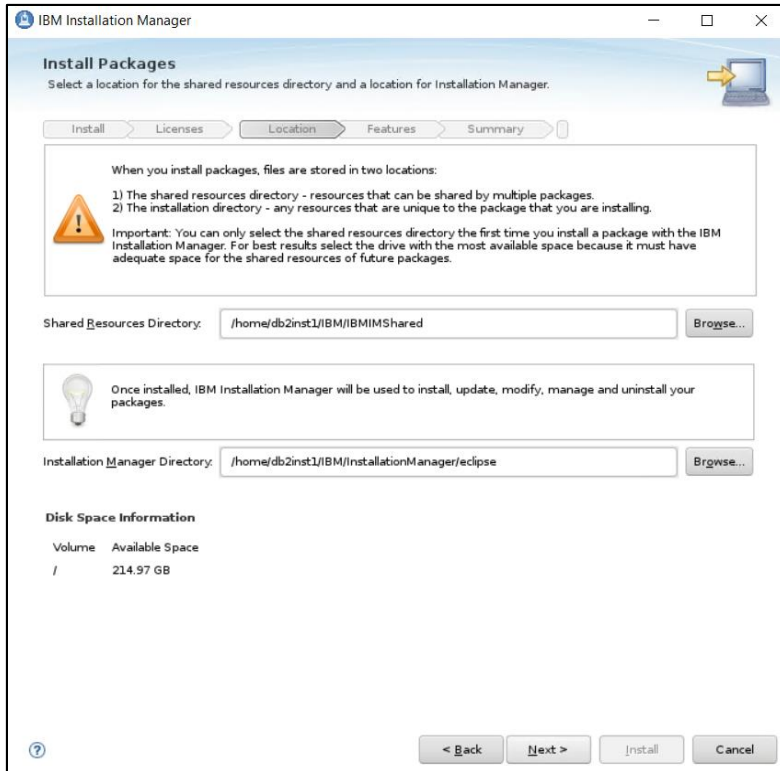 IBM Installation Manager
Install Packages
Select a location for the shared resources directory and a location for Installation Manager.
Install Licenses Location Features Summary
When you install packages, files are stored in two locations:
1) The shared resources directory - resources that can be shared by multiple packages.
2) The installation directory - any resources that are unique to the package that you are installing.
Important: You can only select the shared resources directory the first time you install a package with the IBM
Installation Manager. For best results select the drive with the most available space because it must have
adequate space for the shared resources of future packages.
Shared Resources Directory: /home/db2inst1/IBM/IBMIMShared Browse...
Once installed, IBM Installation Manager will be used to install, update, modify, manage and uninstall your
packages.
Installation Manager Directory: /home/db2inst1/IBM/InstallationManager/eclipse Browse...
Disk Space Information
Volume Available Space
/ 214.97 GB
? < Back Next > Install Cancel